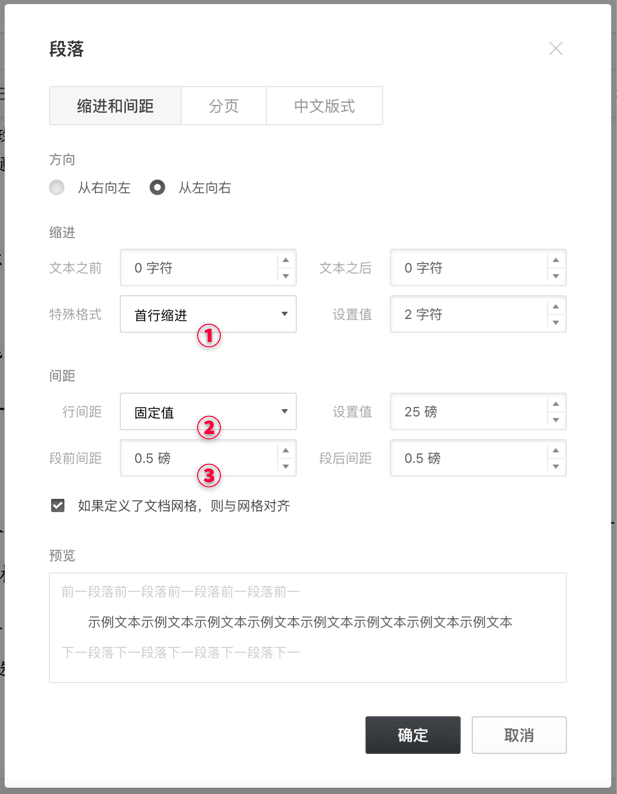 段落
缩进和间距 分页 中文版式
方向
从右向左 从左向右
缩进
文本之前 0 字符 文本之后 0 字符
特殊格式 首行缩进 设置值 2 字符
①
间距
行间距 固定值 设置值 25 磅
②
段前间距 0.5 磅 段后间距 0.5 磅
③
如果定义了文档网格，则与网格对齐
预览
前一段落前一段落前一段落前一段落前一
示例文本示例文本示例文本示例文本示例文本示例文本示例文本示例文本
下一段落下一段落下一段落下一段落下一
确定 取消